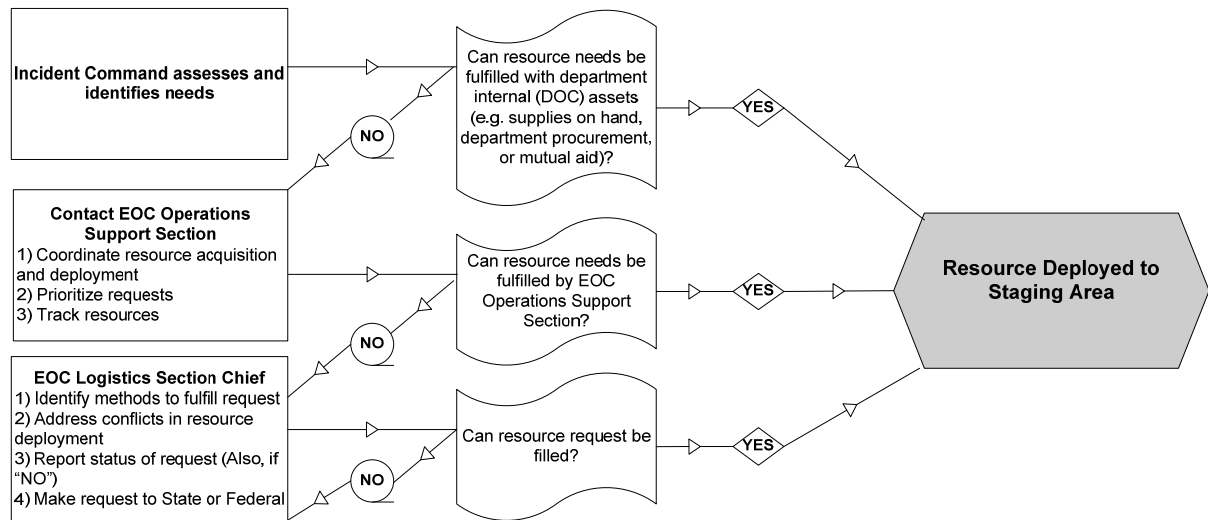 Incident Command assesses and
identifies needs
Can resource needs be
fulfilled with department
internal (DOC) assets
(e.g. supplies on hand,
department procurement,
or mutual aid)?
YES
NO
Contact EOC Operations
Support Section
1) Coordinate resource acquisition
and deployment
2) Prioritize requests
3) Track resources
Can resource needs be
fulfilled by EOC
Operations Support
Section?
YES
NO
Resource Deployed to
Staging Area
EOC Logistics Section Chief
1) Identify methods to fulfill request
2) Address conflicts in resource
deployment
3) Report status of request (Also, if
“NO”)
4) Make request to State or Federal
Can resource request be
filled?
YES
NO